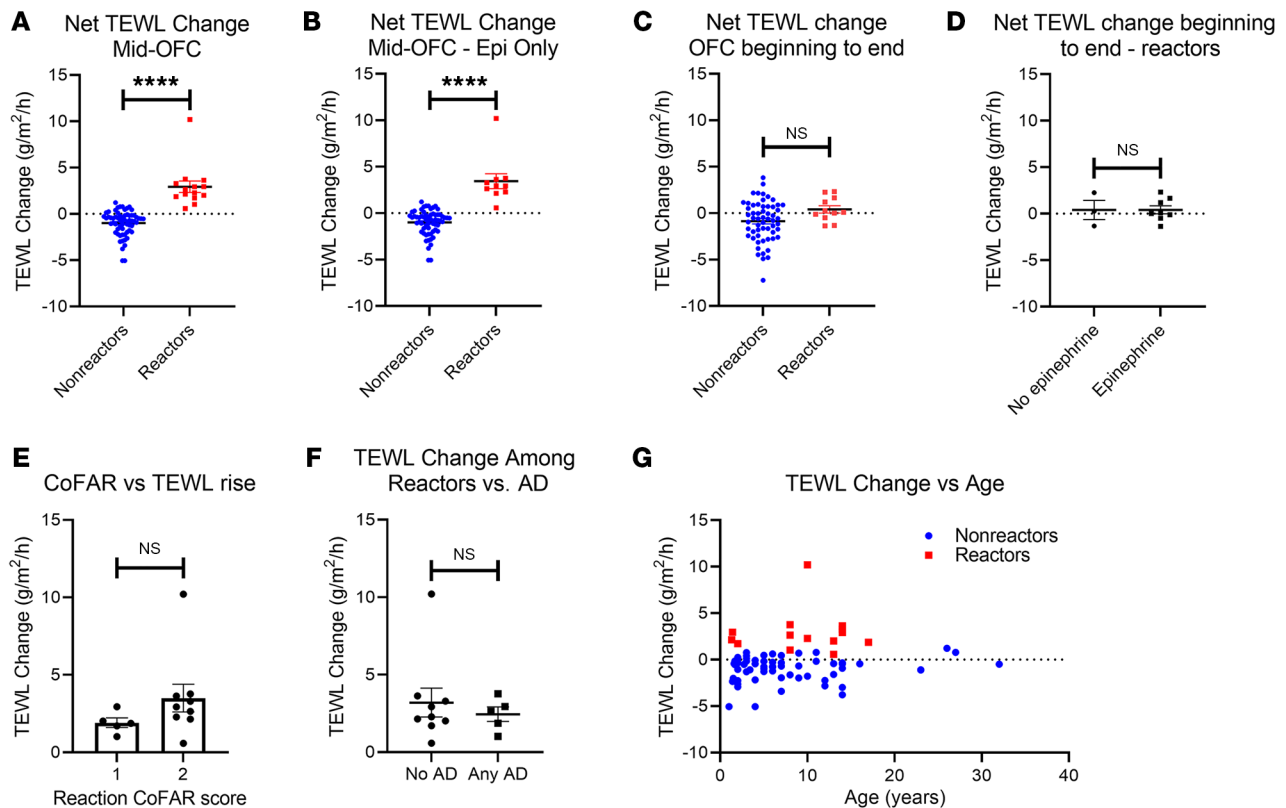 A
Net TEWL Change
Mid-OFC
TEWL Change (g/m²/h)
15
10
5
0
-5
-10
****
Nonreactors
Reactors
B
Net TEWL Change
Mid-OFC - Epi Only
TEWL Change (g/m²/h)
15
10
5
0
-5
-10
****
Nonreactors
Reactors
C
Net TEWL change
OFC beginning to end
TEWL Change (g/m²/h)
15
10
5
0
-5
-10
NS
Nonreactors
Reactors
D
Net TEWL change beginning
to end - reactors
TEWL Change (g/m²/h)
15
10
5
0
-5
-10
NS
No epinephrine
Epinephrine
E
CoFAR vs TEWL rise
TEWL Change (g/m²/h)
15
10
5
0
NS
1
2
Reaction CoFAR score
F
TEWL Change Among
Reactors vs. AD
TEWL Change (g/m²/h)
15
10
5
0
NS
No AD
Any AD
G
TEWL Change vs Age
TEWL Change (g/m²/h)
15
10
5
0
-5
-10
Nonreactors
Reactors
0
10
20
30
40
Age (years)